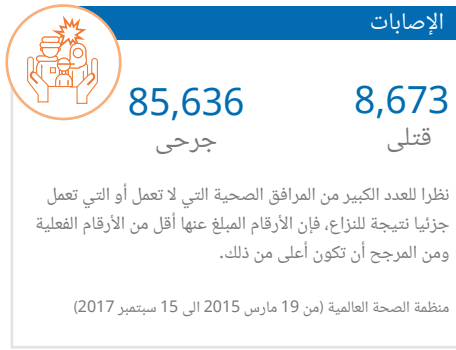 الإصابات
8,673
85,636
قتلى
جرحى
نظرا للعدد الكبير من المرافق الصحية التي لا تعمل أو التي تعمل
جزئيا نتيجة للنزاع، فإن الأرقام المبلغ عنها أقل من الأرقام الفعلية
ومن المرجح أن تكون أعلى من ذلك.
منظمة الصحة العالمية (من 19 مارس 2015 الى 15 سبتمبر 2017)